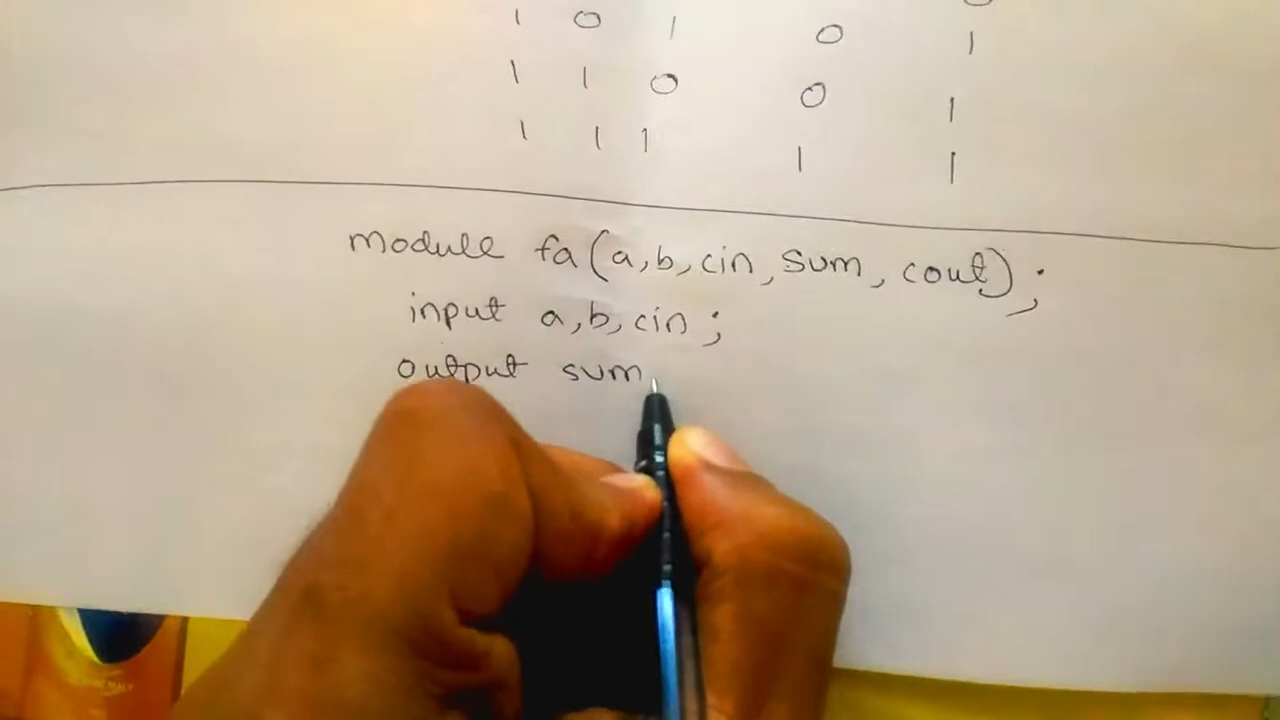 1 0 1 0 1
1 1 0 0 1
1 1 1 1 1
module fa(a,b,cin,sum,cout);
input a,b,cin;
output sum